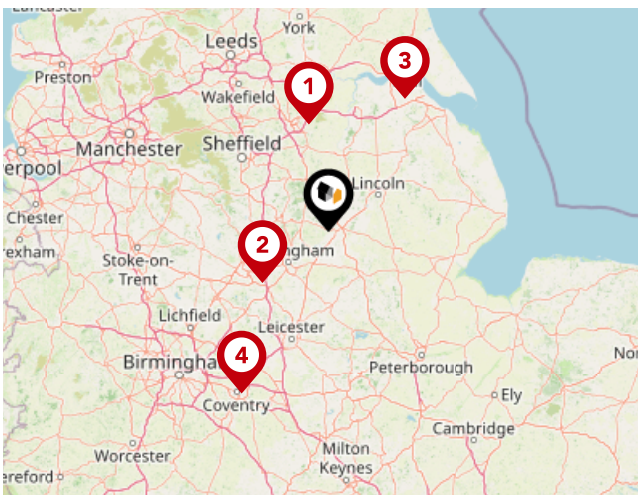 Lancaster
York
Leeds
3
Preston
1
Wakefield
Manchester
Sheffield
erpool
Lincoln
Chester
2
ngham
rexham
Stoke-on-
Trent
Lichfield
Leicester
4
Birmingha
Peterborough
No
Coventry
Ely
Cambridge
Worcester
Milton
Keynes
ereford